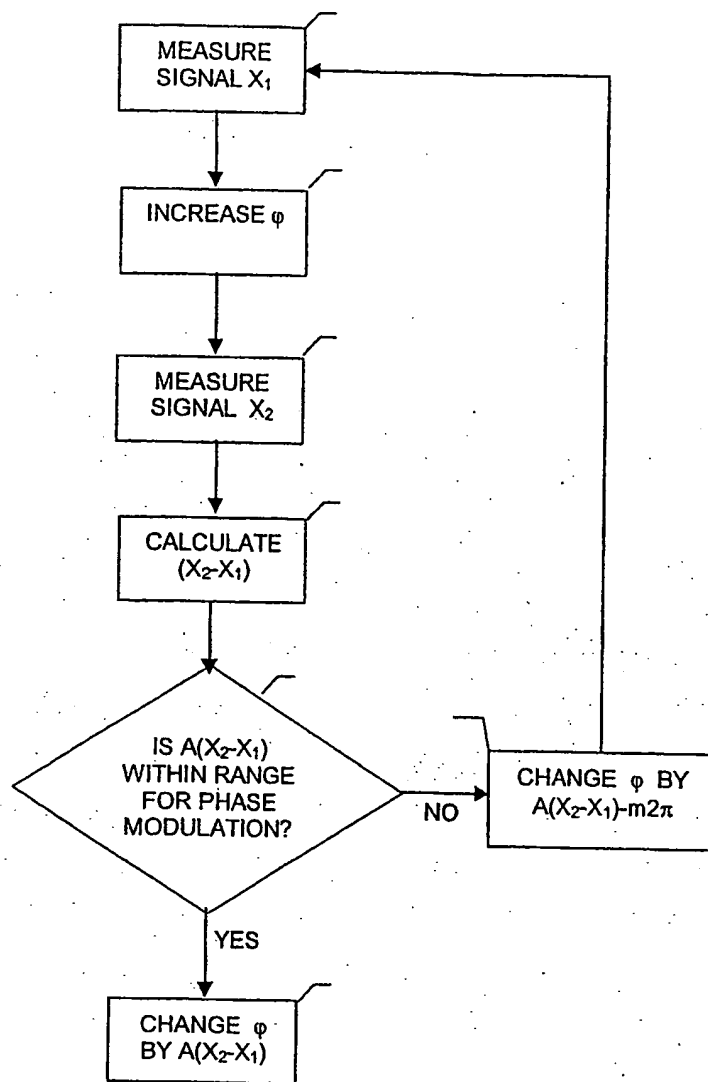 MEASURE
SIGNAL X₁
INCREASE φ
MEASURE
SIGNAL X₂
CALCULATE
(X₂-X₁)
IS A(X₂-X₁)
WITHIN RANGE
FOR PHASE
MODULATION?
NO
CHANGE φ BY
A(X₂-X₁)-m2π
YES
CHANGE φ
BY A(X₂-X₁)